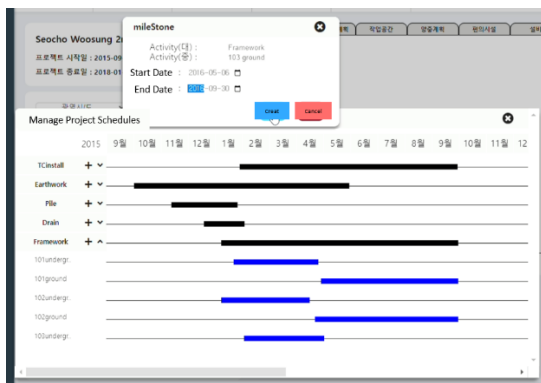 mileStone
Activity(대) : Framework
Activity(중) : 103 ground
Start Date : 2016-05-06
End Date : 2016-09-30
Creat Cancel
Seocho Woosung 2
프로젝트 시작일 : 2015-09
프로젝트 종료일 : 2018-01
작업공간 양중계획 편의시설
Manage Project Schedules
2015 9월 10월 11월 12월 1월 2월 3월 4월 5월 6월 7월 8월 9월 10월 11월 12
TCinstall
Earthwork
Pile
Drain
Framework
101undergr.
101ground
102undergr.
102ground
103undergr.